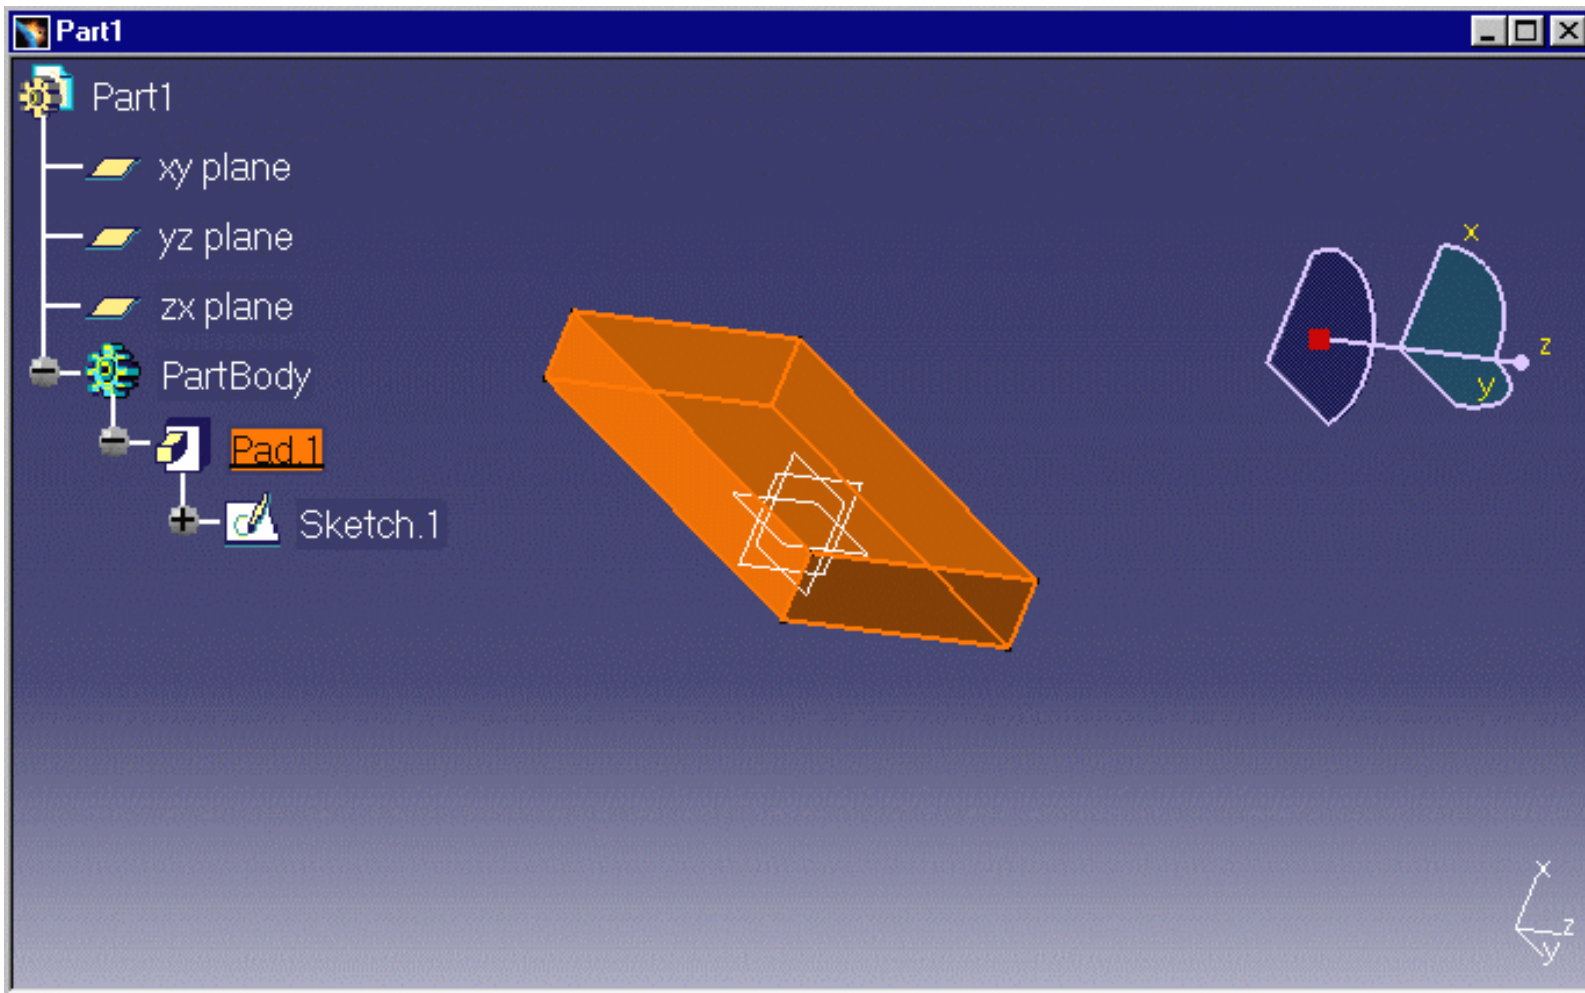 Part1
Part1
xy plane
yz plane
zx plane
PartBody
Pad.1
Sketch.1
x
z
y
x
z
y